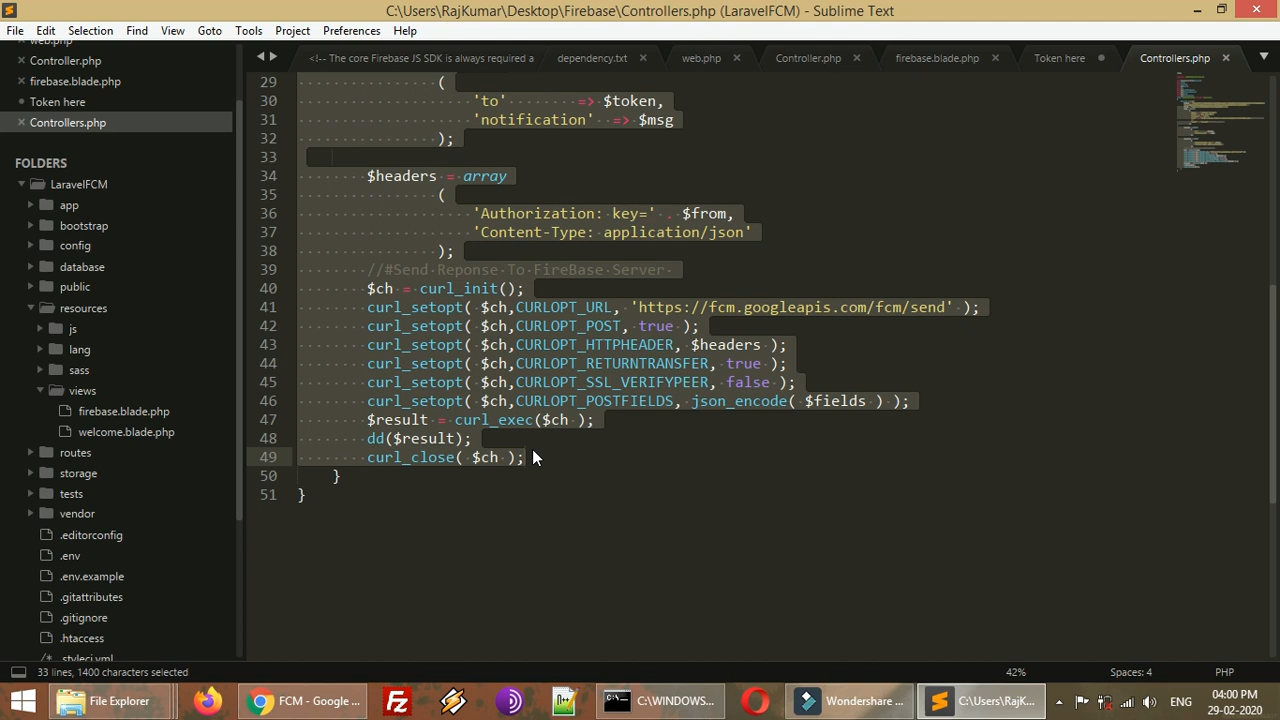 C:\Users\RajKumar\Desktop\Firebase\Controllers.php (LaravelFCM) - Sublime Text
File Edit Selection Find View Goto Tools Project Preferences Help
web.php
Controller.php
firebase.blade.php
Token here
Controllers.php
FOLDERS
LaravelFCM
app
bootstrap
config
database
public
resources
js
lang
sass
views
firebase.blade.php
welcome.blade.php
routes
storage
tests
vendor
.editorconfig
.env
.env.example
.gitattributes
.gitignore
.htaccess
.styleci.yml
<!-- The core Firebase JS SDK is always required a dependency.txt web.php Controller.php firebase.blade.php Token here Controllers.php
29 (
30 'to' => $token,
31 'notification' => $msg
32 );
33
34 $headers = array
35 (
36 'Authorization: key=' . $from,
37 'Content-Type: application/json'
38 );
39 //#Send Reponse To FireBase Server
40 $ch = curl_init();
41 curl_setopt( $ch,CURLOPT_URL, 'https://fcm.googleapis.com/fcm/send' );
42 curl_setopt( $ch,CURLOPT_POST, true );
43 curl_setopt( $ch,CURLOPT_HTTPHEADER, $headers );
44 curl_setopt( $ch,CURLOPT_RETURNTRANSFER, true );
45 curl_setopt( $ch,CURLOPT_SSL_VERIFYPEER, false );
46 curl_setopt( $ch,CURLOPT_POSTFIELDS, json_encode( $fields ) );
47 $result = curl_exec($ch );
48 dd($result);
49 curl_close( $ch );
50 }
51 }
33 lines, 1400 characters selected 42% Spaces: 4 PHP
File Explorer FCM - Google ... C:\WINDOWS... Wondershare ... C:\Users\RajK... ENG 04:00 PM
29-02-2020